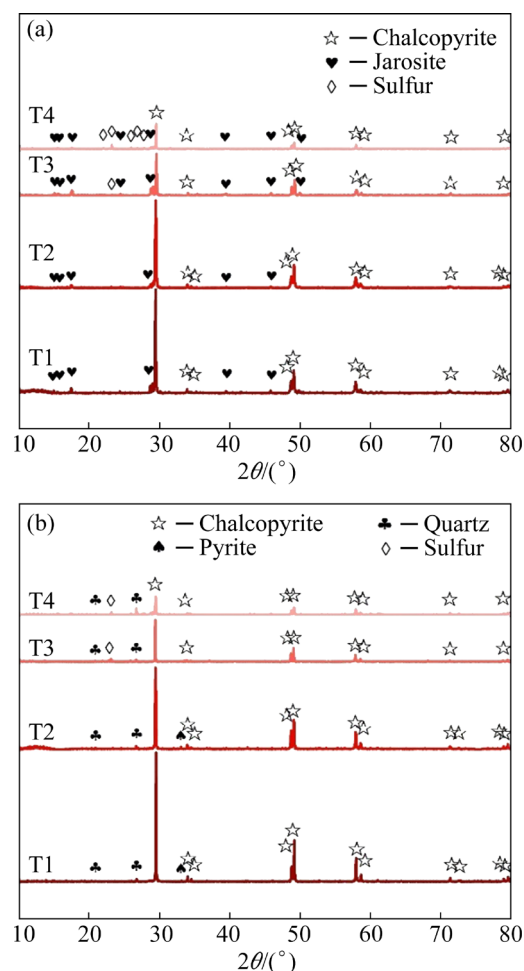 (a)
☆ — Chalcopyrite
♥ — Jarosite
◊ — Sulfur
T4
T3
T2
T1
10 20 30 40 50 60 70 80
2θ/(°)
(b)
☆ — Chalcopyrite ♣ — Quartz
♠ — Pyrite ◊ — Sulfur
T4
T3
T2
T1
10 20 30 40 50 60 70 80
2θ/(°)